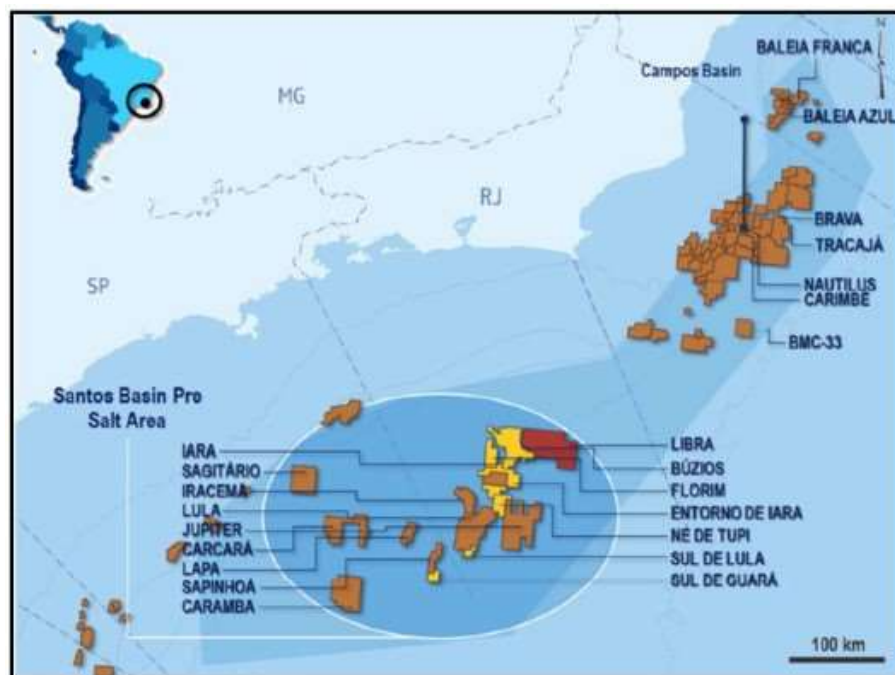 N
BALEIA FRANCA
Campos Basin
BALEIA AZUL
MG
RJ
BRAVA
TRACAJÁ
SP
NAUTILUS
CARIMBÉ
BMC-33
Santos Basin Pre
Salt Area
IARA
SAGITÁRIO
IRACEMA
LULA
JUPITER
CARCARÁ
LAPA
SAPINHOÁ
CARAMBA
LIBRA
BÚZIOS
FLORIM
ENTORNO DE IARA
NE DE TUPI
SUL DE LULA
SUL DE GUARÁ
100 km